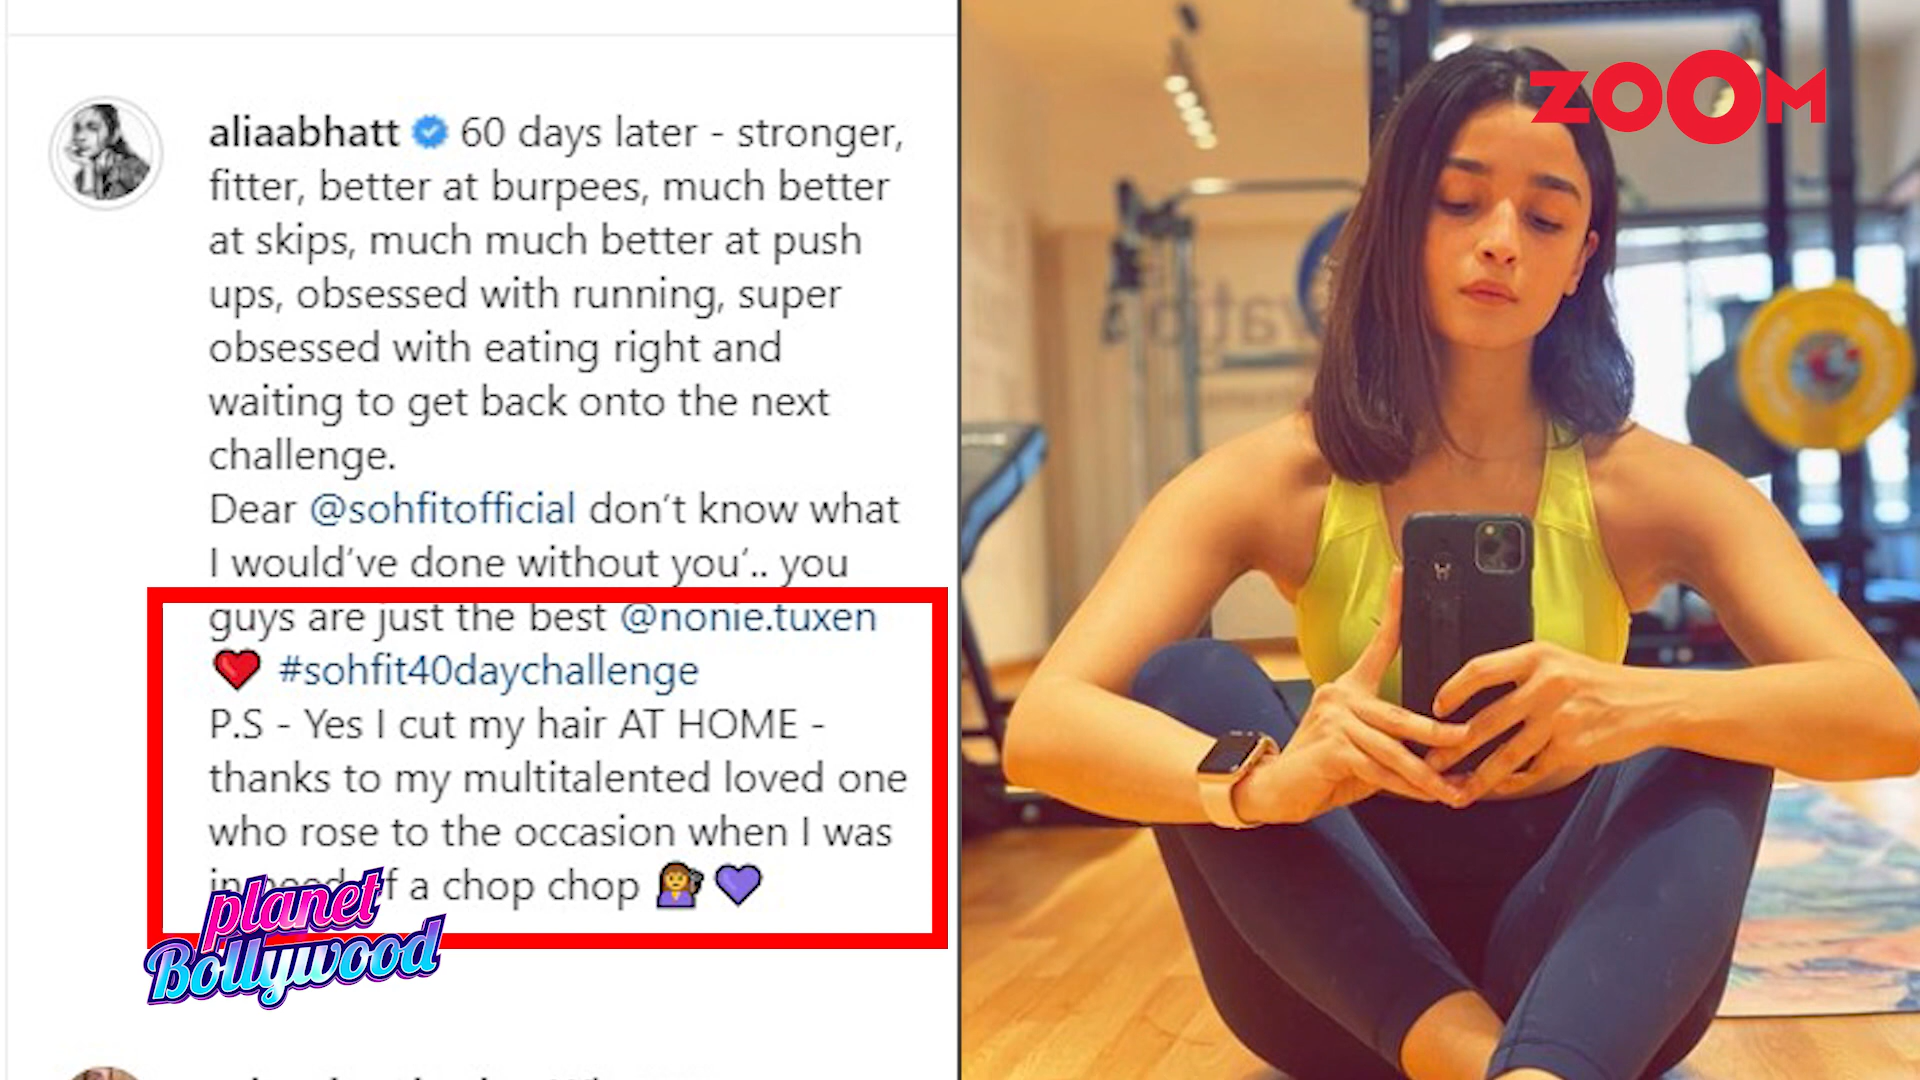 aliaabhatt 60 days later - stronger,
fitter, better at burpees, much better
at skips, much much better at push
ups, obsessed with running, super
obsessed with eating right and
waiting to get back onto the next
challenge.
Dear @sohfitofficial don't know what
I would've done without you'.. you
guys are just the best @nonie.tuxen
#sohfit40daychallenge
P.S - Yes I cut my hair AT HOME -
thanks to my multitalented loved one
who rose to the occasion when I was
in need of a chop chop
planet
Bollywood
ZOOM